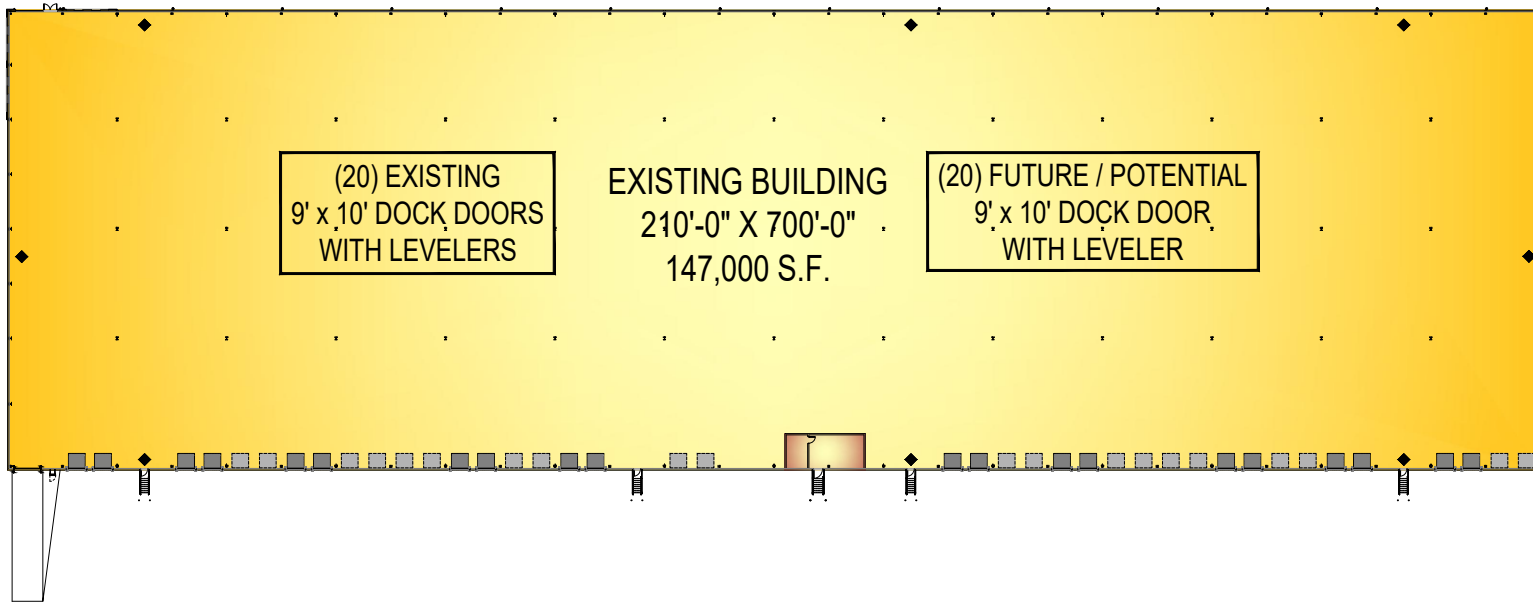 (20) EXISTING
9' x 10' DOCK DOORS
WITH LEVELERS
EXISTING BUILDING
210'-0" X 700'-0"
147,000 S.F.
(20) FUTURE / POTENTIAL
9' x 10' DOCK DOOR
WITH LEVELER